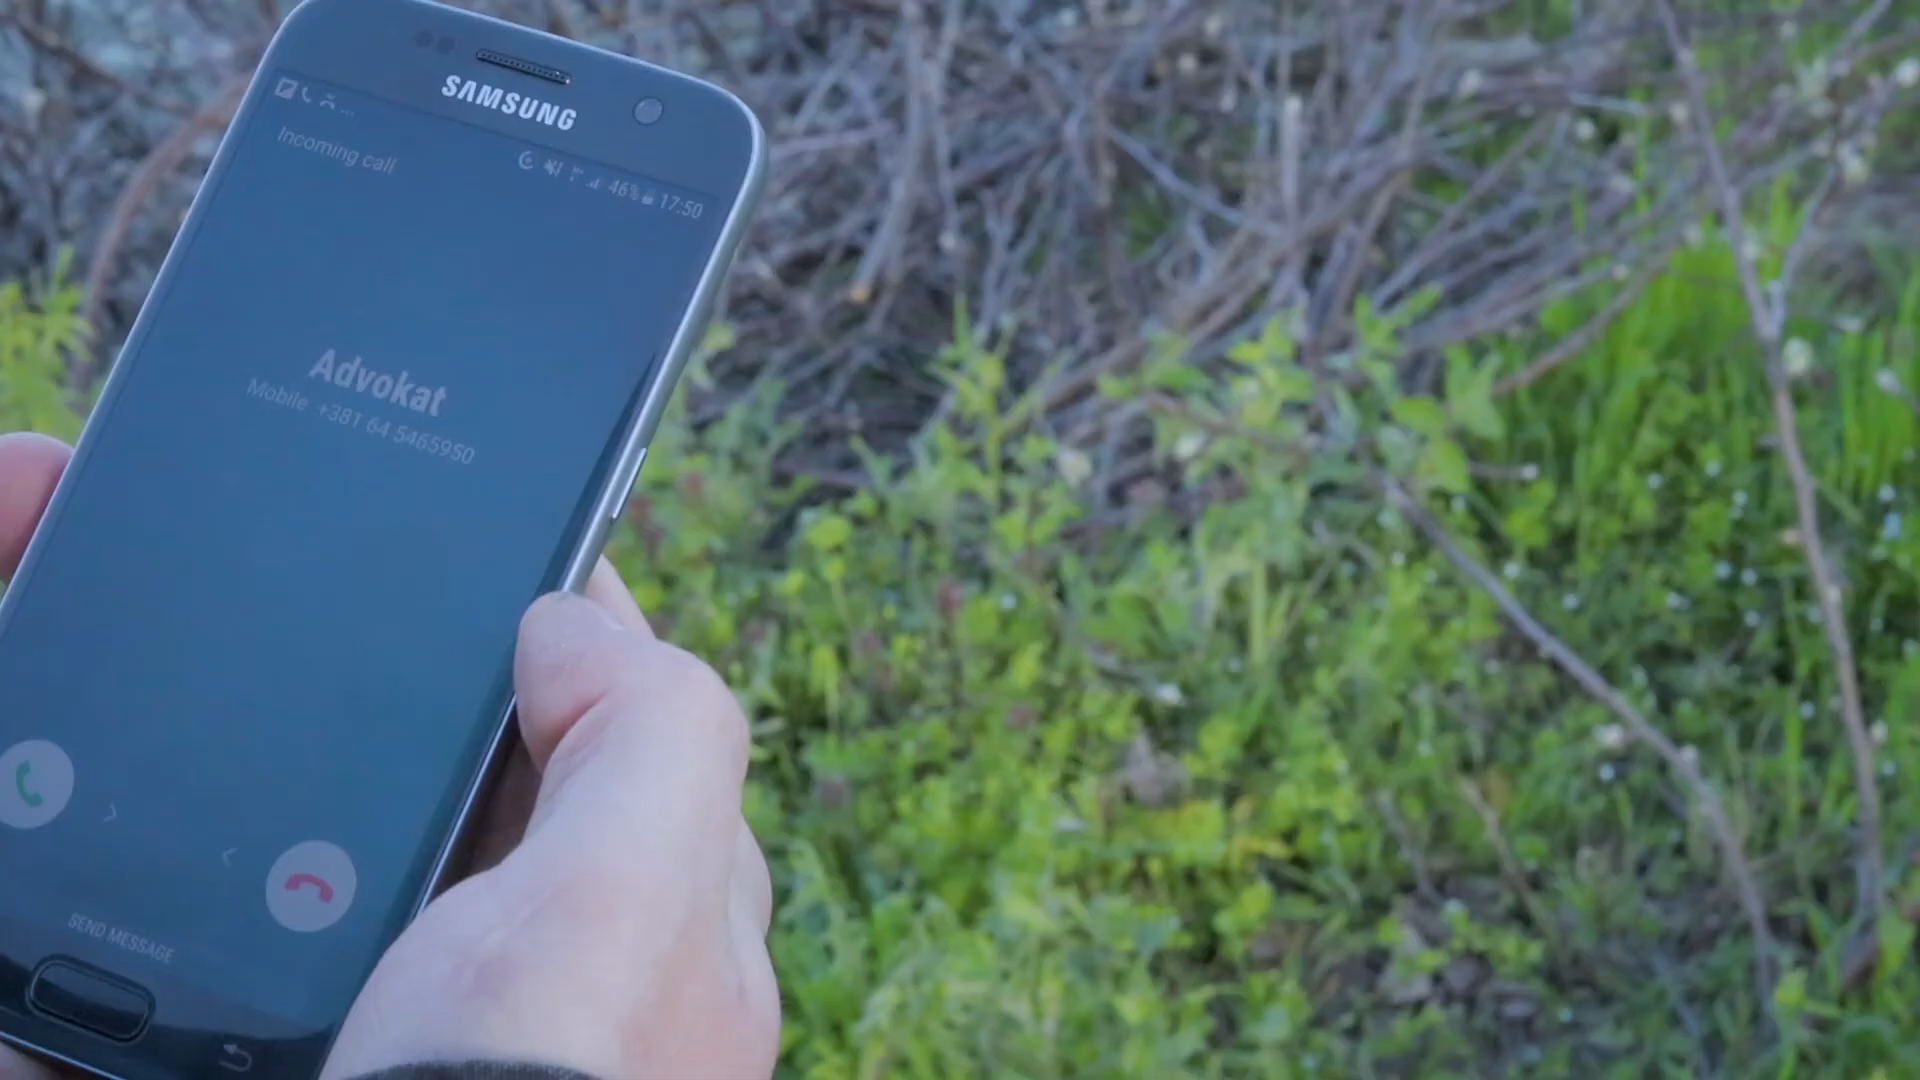 SAMSUNG
46% 17:50
Incoming call
Advokat
Mobile +381 64 5465950
SEND MESSAGE